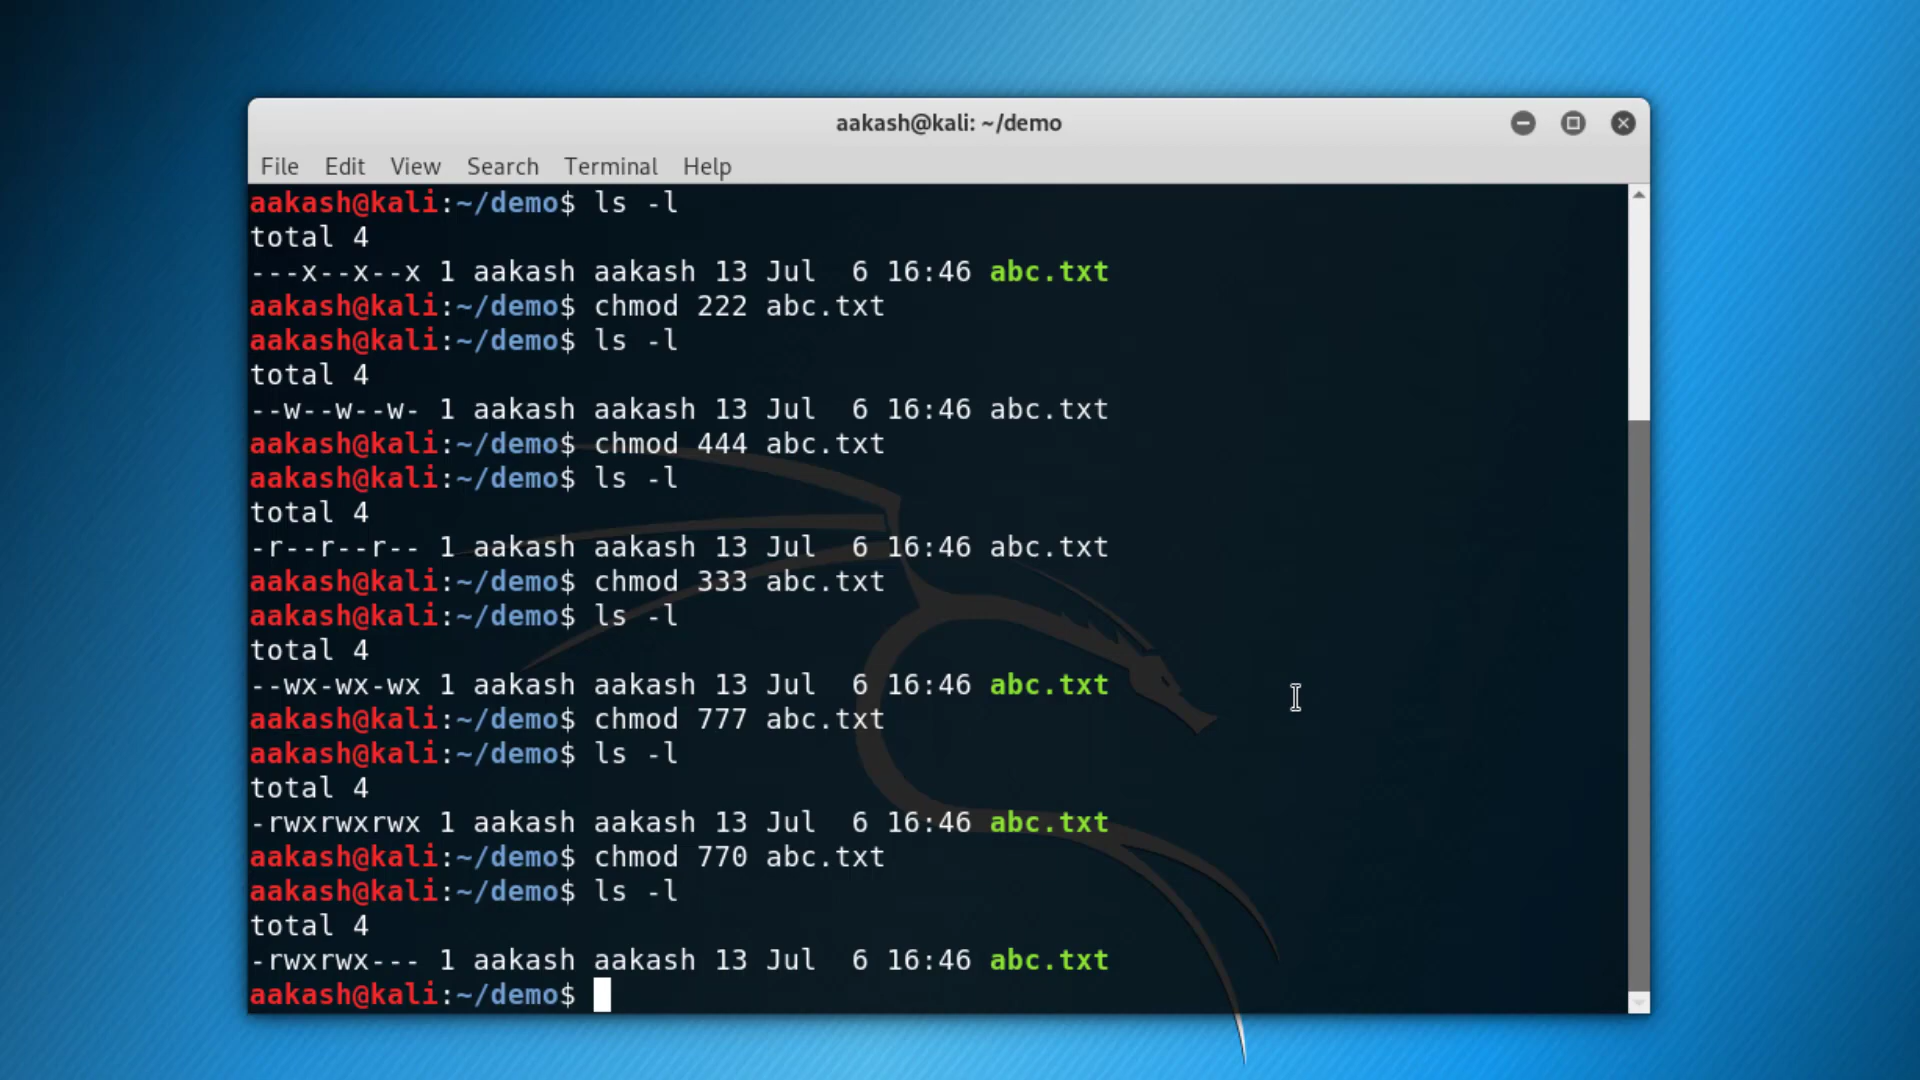 aakash@kali: ~/demo
File Edit View Search Terminal Help
aakash@kali:~/demo$ ls -l
total 4
---x--x--x 1 aakash aakash 13 Jul  6 16:46 abc.txt
aakash@kali:~/demo$ chmod 222 abc.txt
aakash@kali:~/demo$ ls -l
total 4
--w--w--w- 1 aakash aakash 13 Jul  6 16:46 abc.txt
aakash@kali:~/demo$ chmod 444 abc.txt
aakash@kali:~/demo$ ls -l
total 4
-r--r--r-- 1 aakash aakash 13 Jul  6 16:46 abc.txt
aakash@kali:~/demo$ chmod 333 abc.txt
aakash@kali:~/demo$ ls -l
total 4
--wx-wx-wx 1 aakash aakash 13 Jul  6 16:46 abc.txt
aakash@kali:~/demo$ chmod 777 abc.txt
aakash@kali:~/demo$ ls -l
total 4
-rwxrwxrwx 1 aakash aakash 13 Jul  6 16:46 abc.txt
aakash@kali:~/demo$ chmod 770 abc.txt
aakash@kali:~/demo$ ls -l
total 4
-rwxrwx--- 1 aakash aakash 13 Jul  6 16:46 abc.txt
aakash@kali:~/demo$